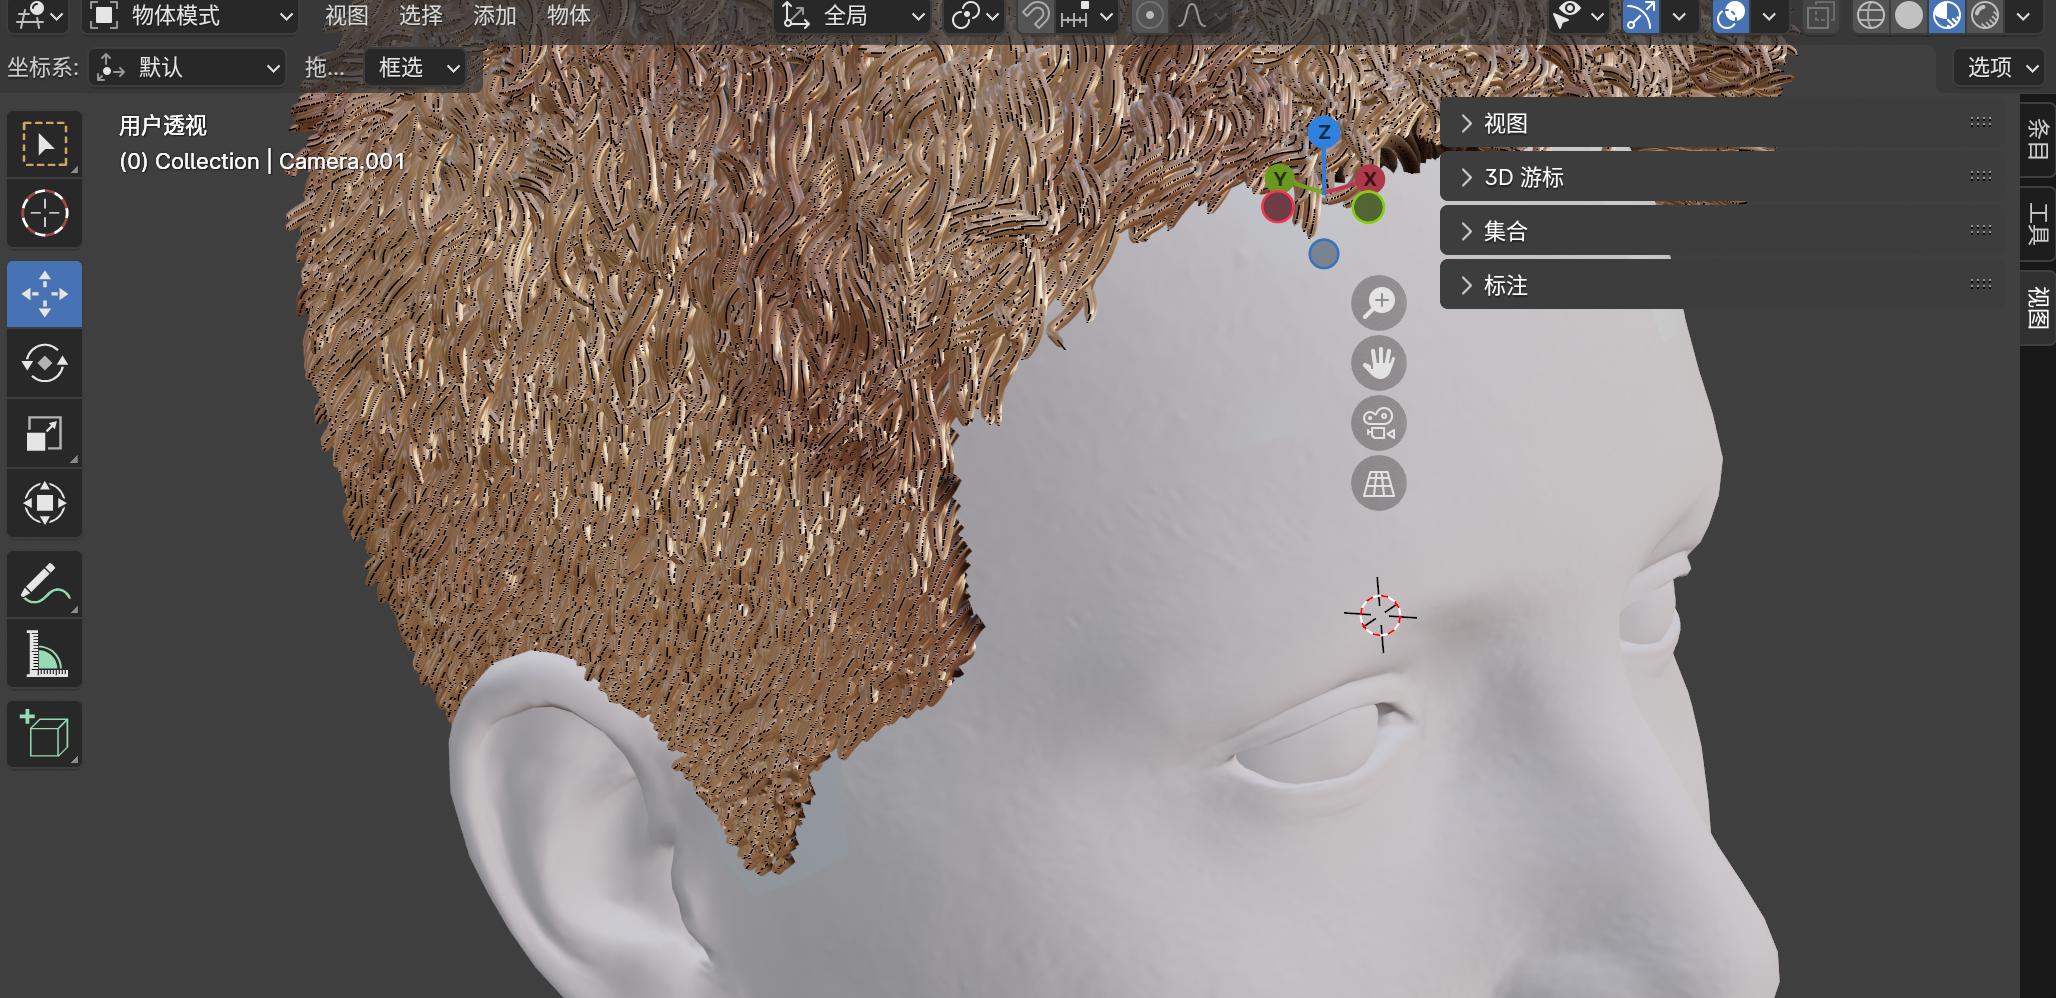 物体模式 视图 选择 添加 物体 全局
坐标系: 默认 拖... 框选 选项
用户透视
(0) Collection | Camera.001
Z
Y X
视图
3D 游标
集合
标注
条目
工具
视图